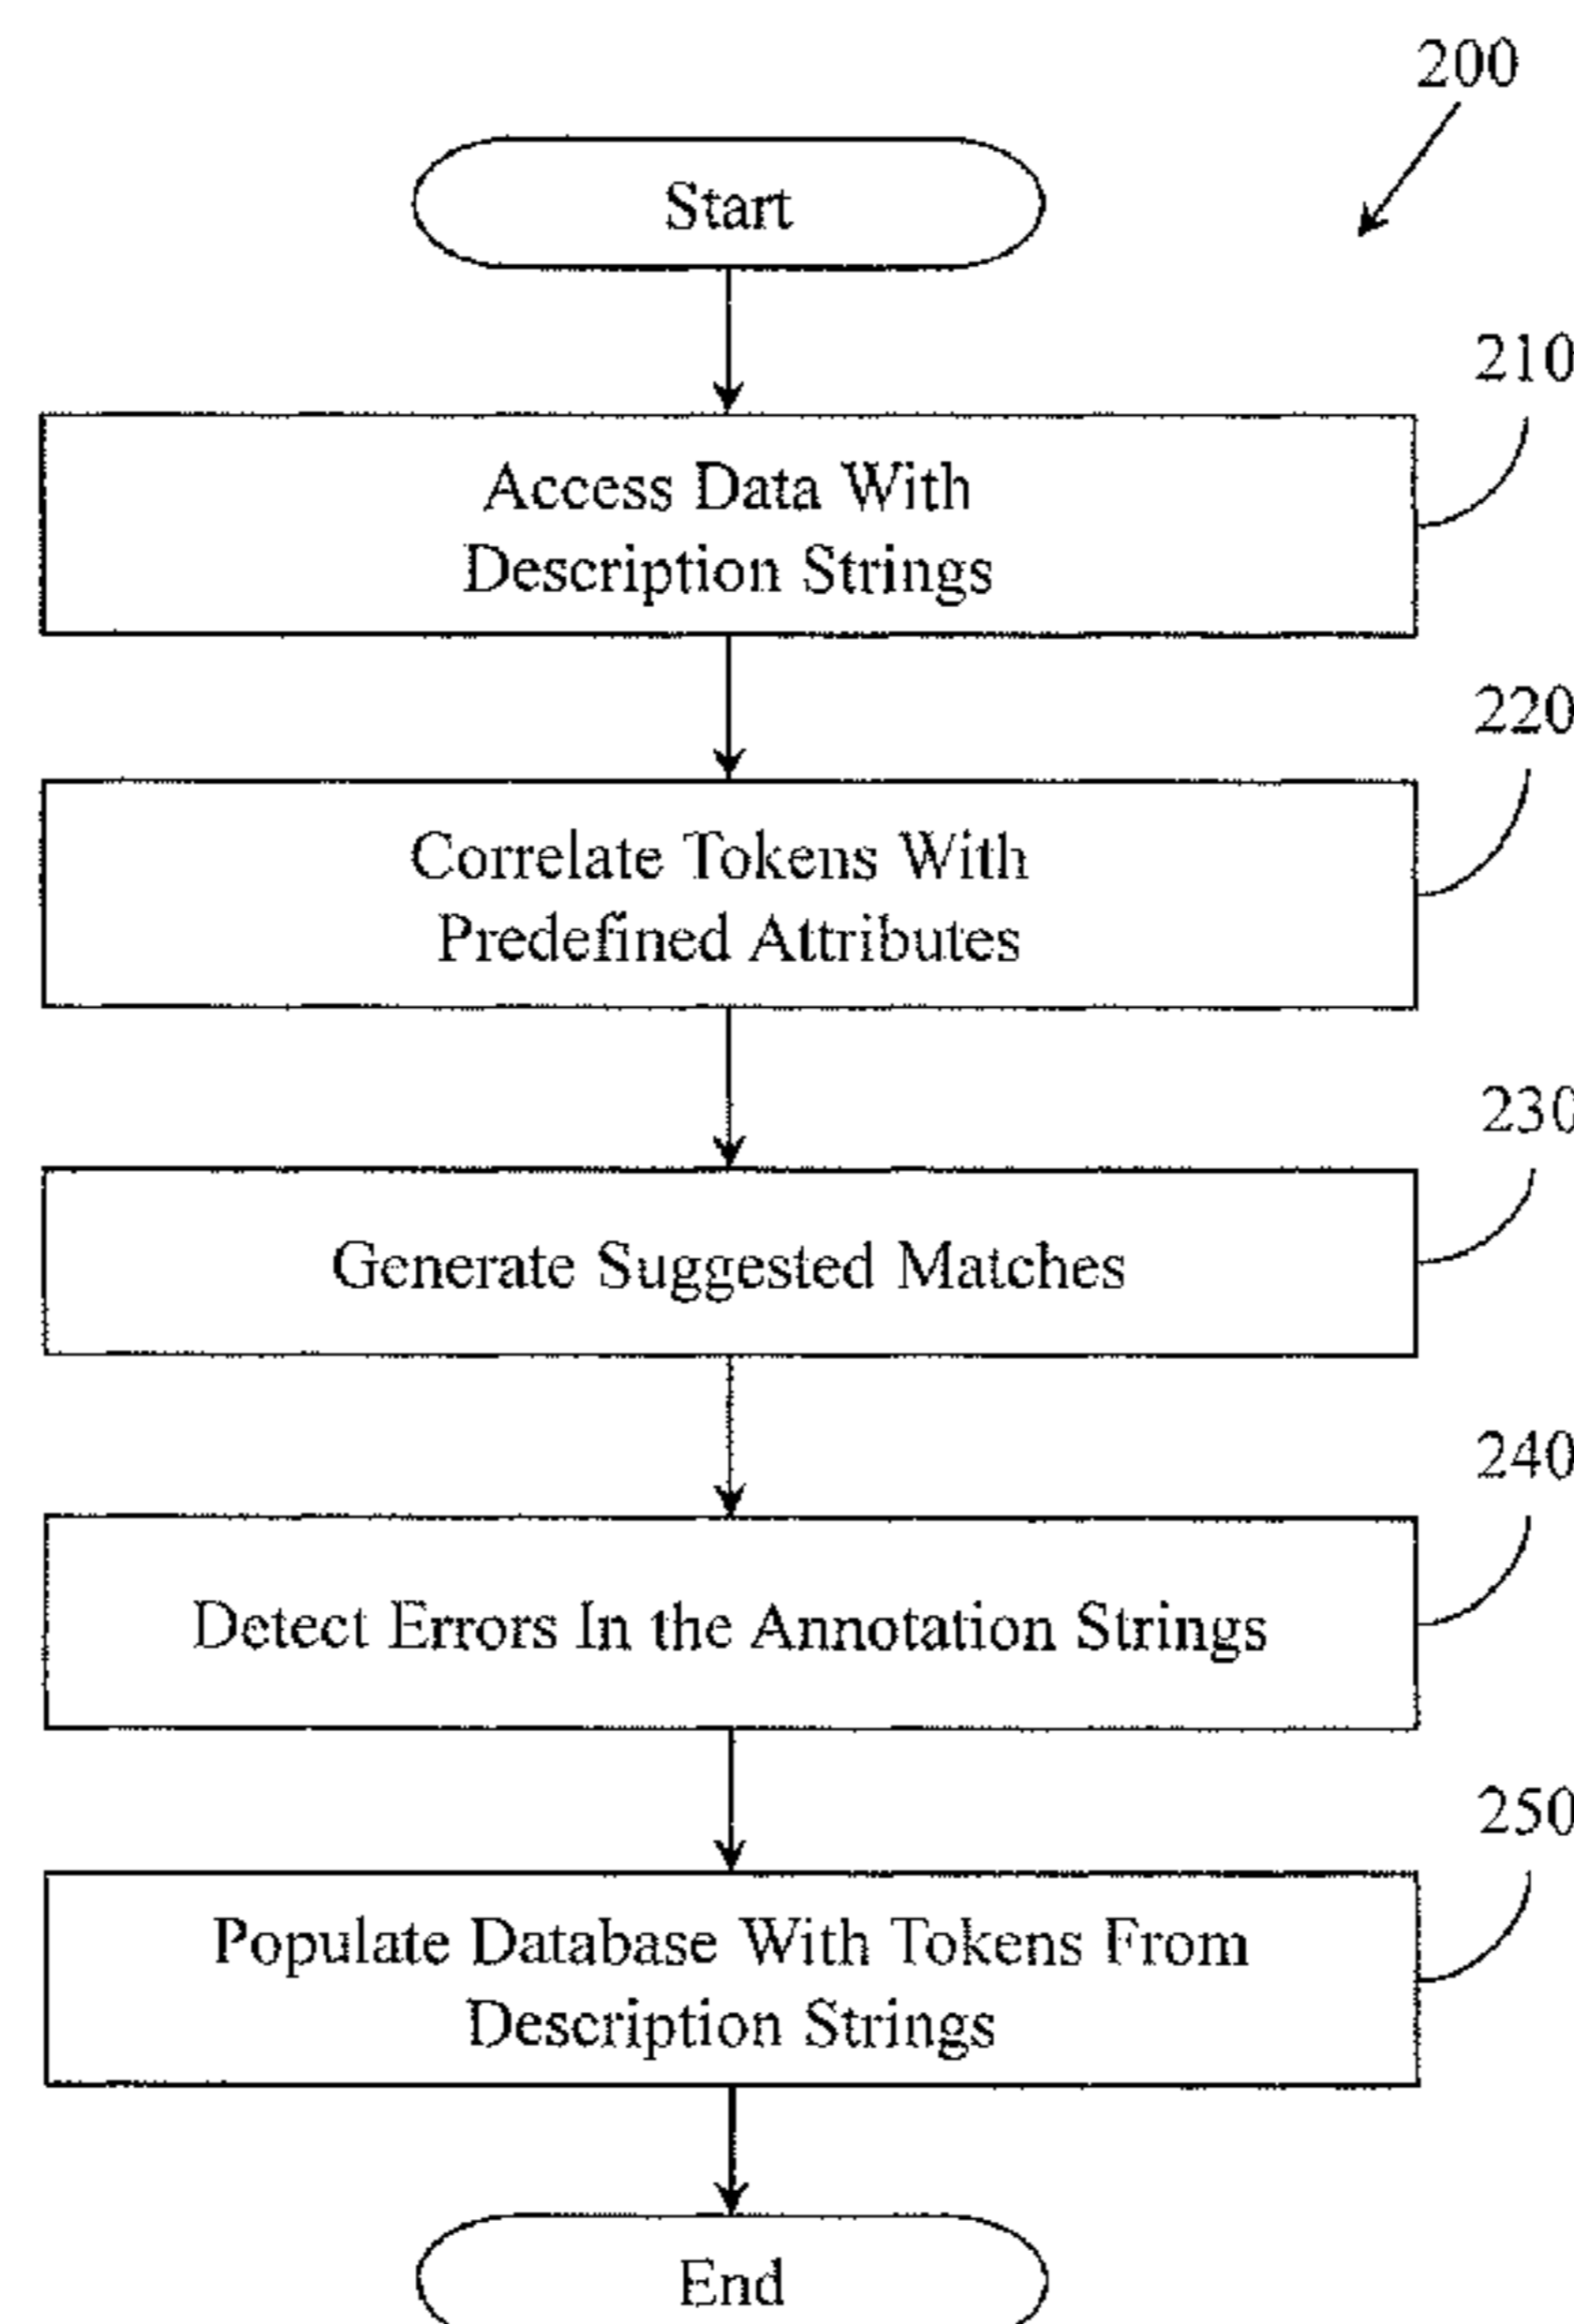 200
Start
210
Access Data With
Description Strings
220
Correlate Tokens With
Predefined Attributes
230
Generate Suggested Matches
240
Detect Errors In the Annotation Strings
250
Populate Database With Tokens From
Description Strings
End